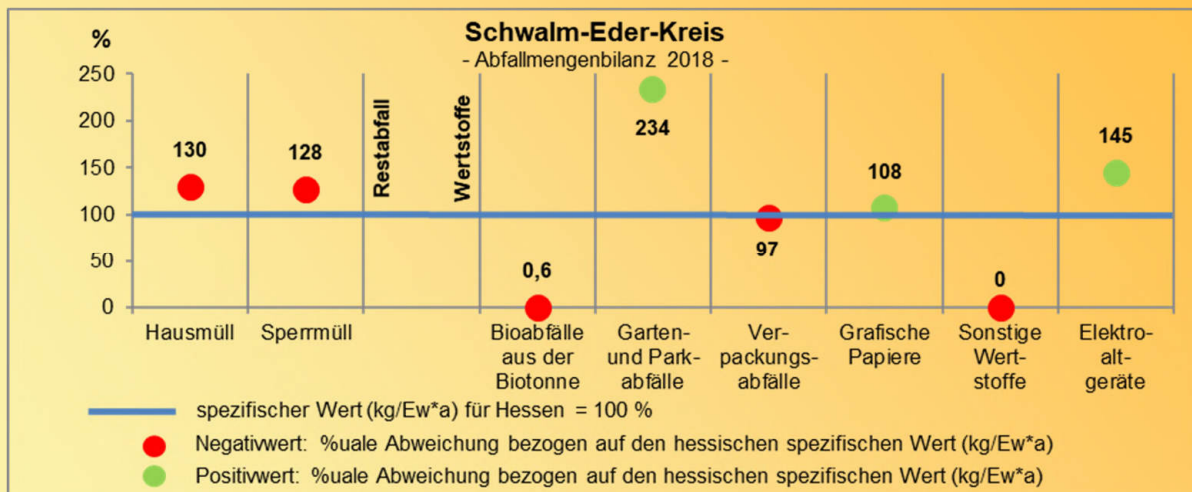 Schwalm-Eder-Kreis
- Abfallmengenbilanz 2018 -
%
250
200
150
100
50
0
130
128
Restabfall
Wertstoffe
0,6
234
97
108
0
145
Hausmüll
Sperrmüll
Bioabfälle
aus der
Biotonne
Garten-
und Park-
abfälle
Ver-
packungs-
abfälle
Grafische
Papiere
Sonstige
Wert-
stoffe
Elektro-
alt-
geräte
spezifischer Wert (kg/Ew*a) für Hessen = 100 %
Negativwert: %uale Abweichung bezogen auf den hessischen spezifischen Wert (kg/Ew*a)
Positivwert: %uale Abweichung bezogen auf den hessischen spezifischen Wert (kg/Ew*a)